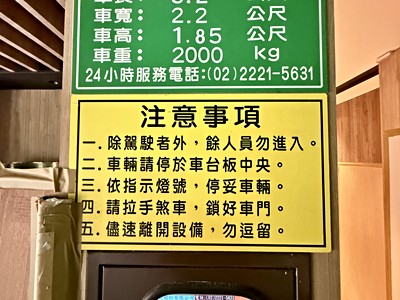 車寬： 2.2 公尺
車高： 1.85 公尺
車重： 2000 kg
24小時服務電話：(02)2221-5631
注意事項
一．除駕駛者外，餘人員勿進入。
二．車輛請停於車台板中央。
三．依指示燈號，停妥車輛。
四．請拉手煞車，鎖好車門。
五．儘速離開設備，勿逗留。